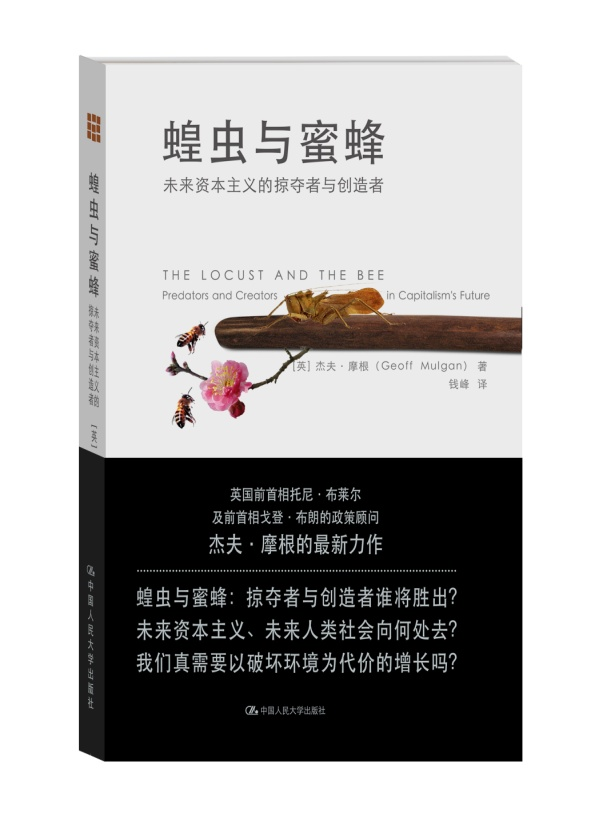 蝗虫与蜜蜂
未来资本主义的掠夺者与创造者
THE LOCUST AND THE BEE
Predators and Creators in Capitalism's Future
[英] 杰夫·摩根（Geoff Mulgan）著
钱峰 译
英国前首相托尼·布莱尔
及前首相戈登·布朗的政策顾问
杰夫·摩根的最新力作
蝗虫与蜜蜂：掠夺者与创造者谁将胜出？
未来资本主义、未来人类社会向何处去？
我们真需要以破坏环境为代价的增长吗？
中国人民大学出版社
蝗虫与蜜蜂
未来资本主义的
掠夺者与创造者
[英]
中国人民大学出版社